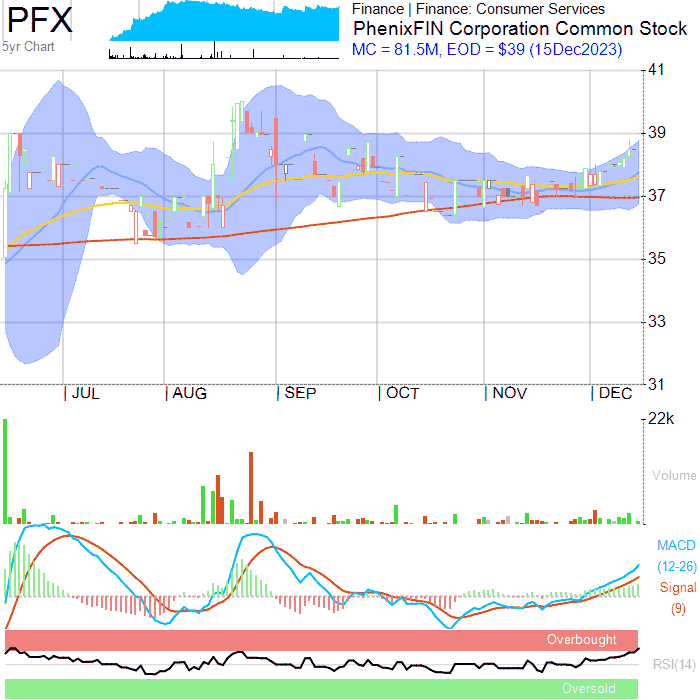 PFX
5yr Chart
Finance | Finance: Consumer Services
PhenixFIN Corporation Common Stock
MC = 81.5M, EOD = $39 (15Dec2023)
41
39
37
35
33
31
| JUL | AUG | SEP | OCT | NOV | DEC
22k
Volume
MACD
(12-26)
Signal
(9)
Overbought
RSI(14)
Oversold